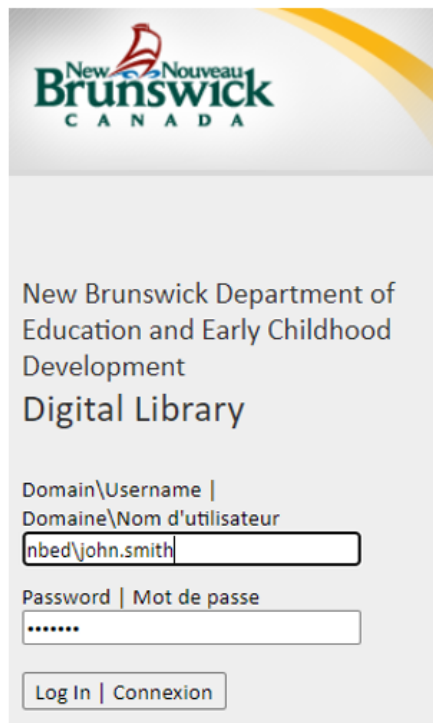 New Nouveau
Brunswick
CANADA
New Brunswick Department of
Education and Early Childhood
Development
Digital Library
Domain\Username |
Domaine\Nom d'utilisateur
nbed\john.smith
Password | Mot de passe
•••••••
Log In | Connexion